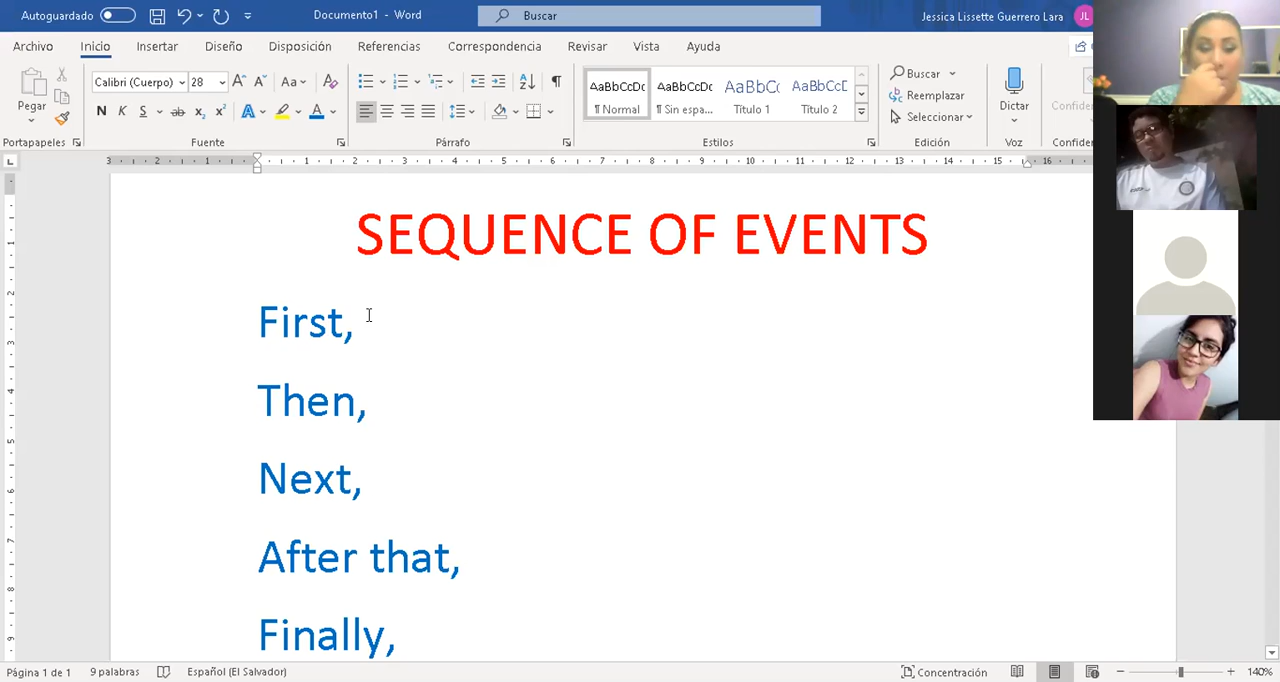 Autoguardado
Documento1 - Word
Buscar
Jessica Lissette Guerrero Lara
JL
Archivo Inicio Insertar Diseño Disposición Referencias Correspondencia Revisar Vista Ayuda
Pegar
Calibri (Cuerpo) 28
AaBbCcDc AaBbCcDc AaBbCc AaBbCcD
¶ Normal ¶ Sin espa... Título 1 Título 2
Buscar
Reemplazar
Seleccionar
Dictar
Portapapeles Fuente Párrafo Estilos Edición Voz
SEQUENCE OF EVENTS
First,
Then,
Next,
After that,
Finally,
Página 1 de 1 9 palabras Español (El Salvador) Concentración 140%